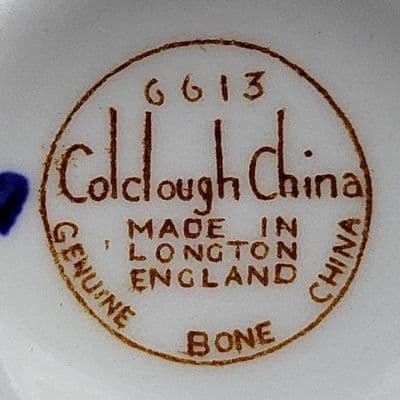 6613
Colclough China
MADE IN
LONGTON
ENGLAND
GENUINE BONE CHINA